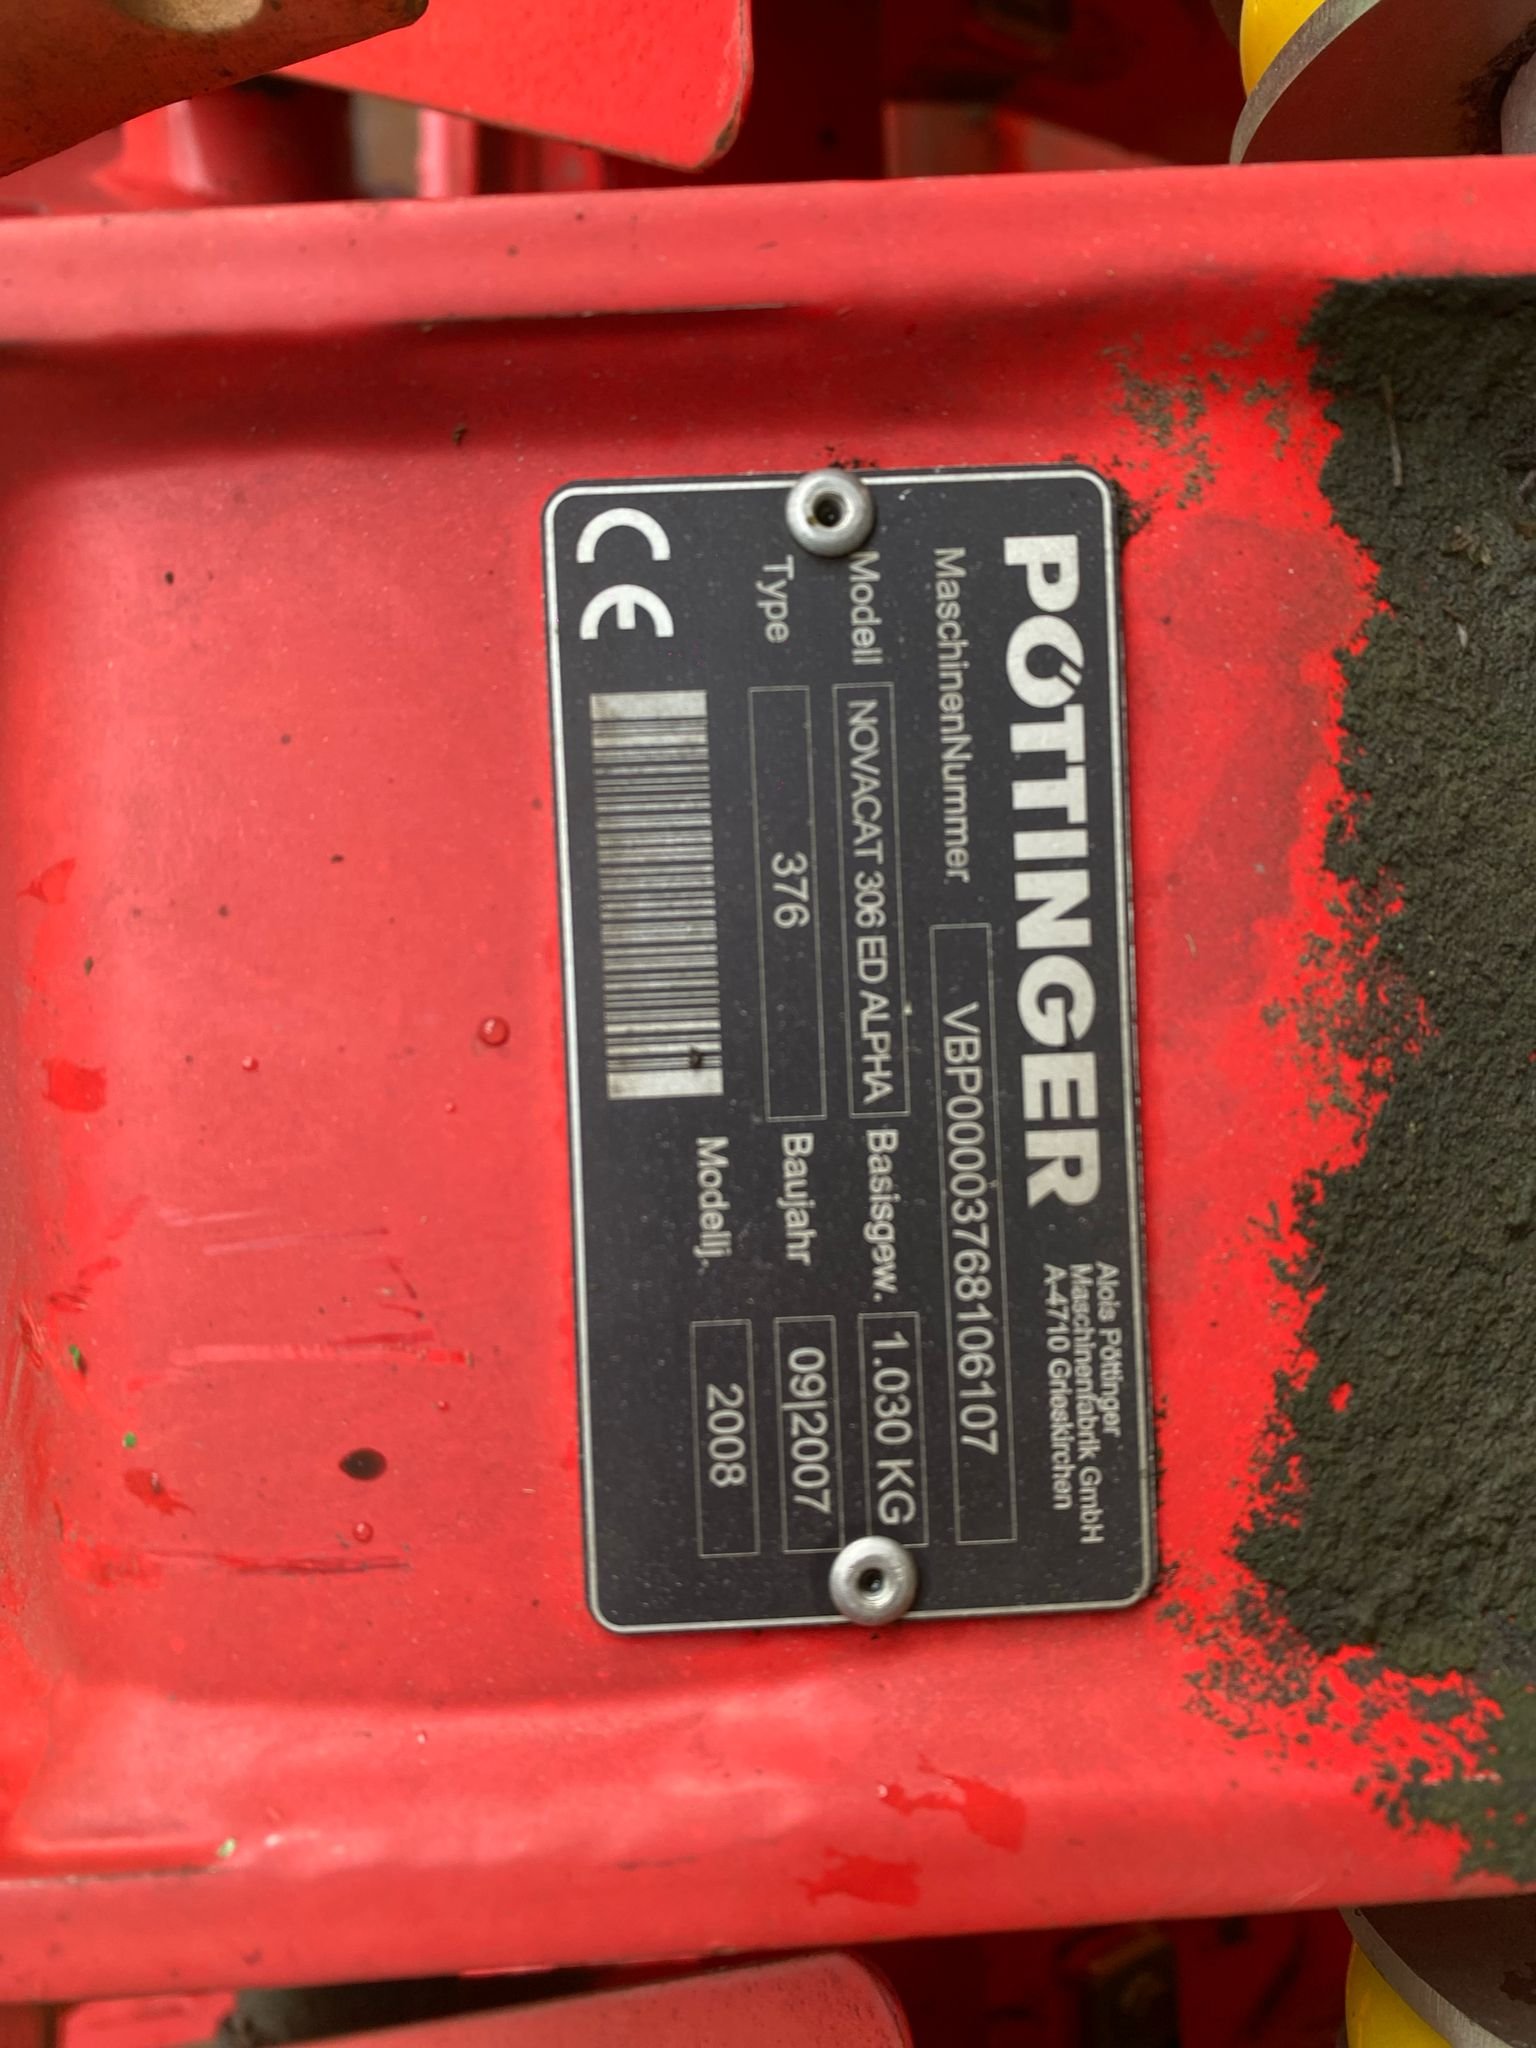 PÖTTINGER
Alois Pöttinger
Maschinenfabrik GmbH
A-4710 Grieskirchen
MaschinenNummer VBP00003768106107
Modell NOVACAT 306 ED ALPHA Basisgew. 1.030 KG
Type 376 Baujahr 09|2007
CE Modellj. 2008